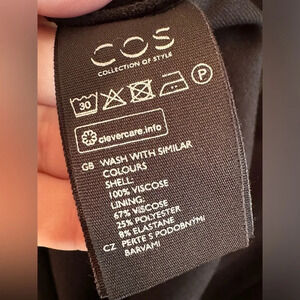 COS
COLLECTION OF STYLE
30
P
clevercare.info
GB WASH WITH SIMILAR
COLOURS
SHELL:
100% VISCOSE
LINING:
67% VISCOSE
25% POLYESTER
8% ELASTANE
CZ PERTE S PODOBNÝMI
BARVAMI